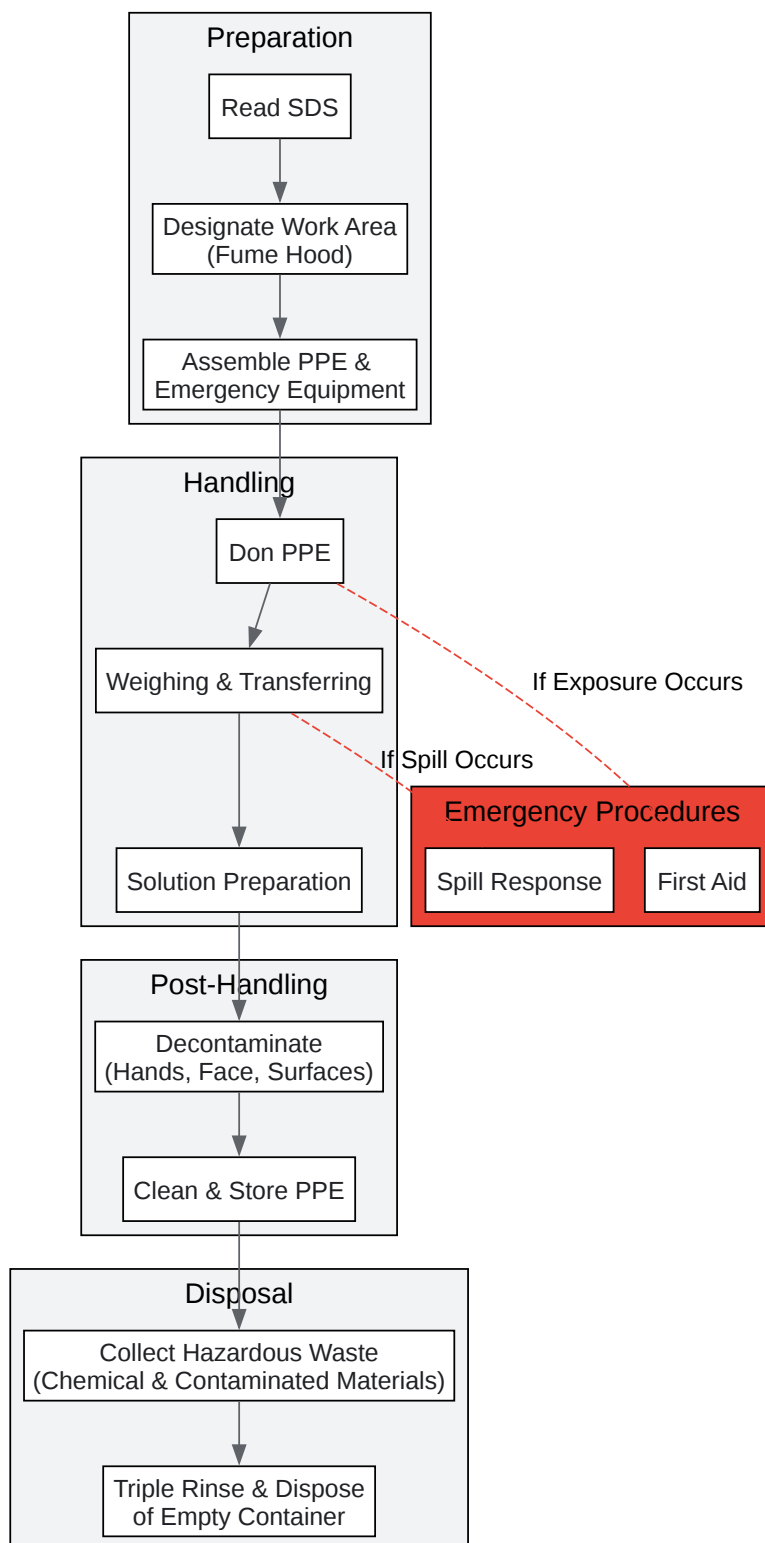 Preparation
Read SDS
Designate Work Area
(Fume Hood)
Assemble PPE &
Emergency Equipment
Handling
Don PPE
Weighing & Transferring
If Exposure Occurs
If Spill Occurs
Emergency Procedures
Spill Response
First Aid
Solution Preparation
Post-Handling
Decontaminate
(Hands, Face, Surfaces)
Clean & Store PPE
Disposal
Collect Hazardous Waste
(Chemical & Contaminated Materials)
Triple Rinse & Dispose
of Empty Container